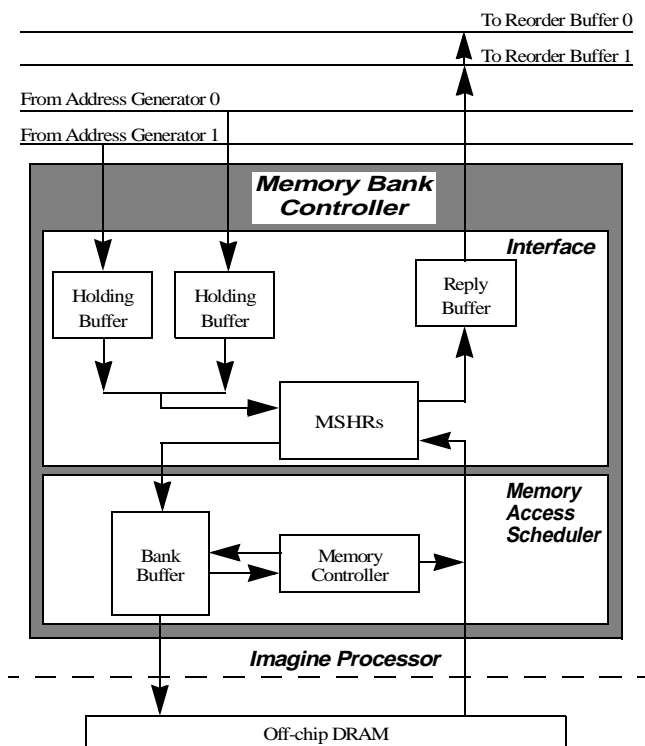 To Reorder Buffer 0
To Reorder Buffer 1
From Address Generator 0
From Address Generator 1
Memory Bank
Controller
Interface
Holding
Buffer
Holding
Buffer
Reply
Buffer
MSHRs
Memory
Access
Scheduler
Bank
Buffer
Memory
Controller
Imagine Processor
Off-chip DRAM